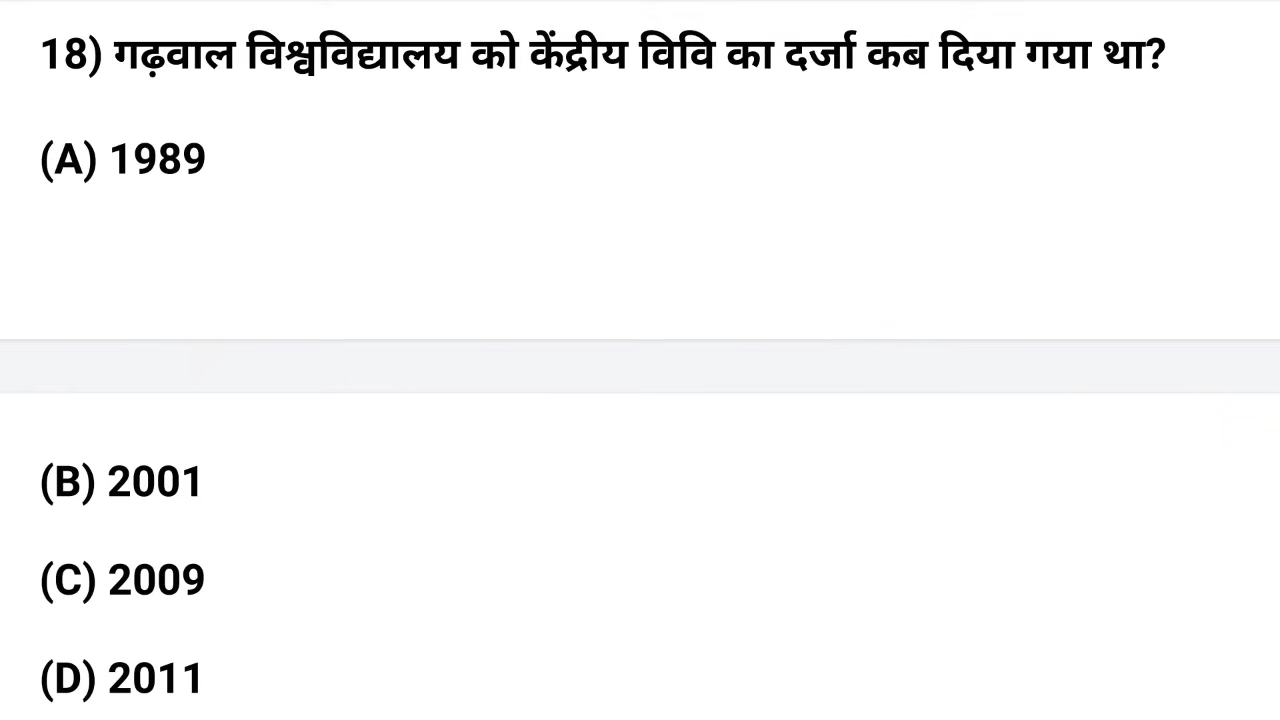 18) गढ़वाल विश्वविद्यालय को केंद्रीय विवि का दर्जा कब दिया गया था?
(A) 1989
(B) 2001
(C) 2009
(D) 2011